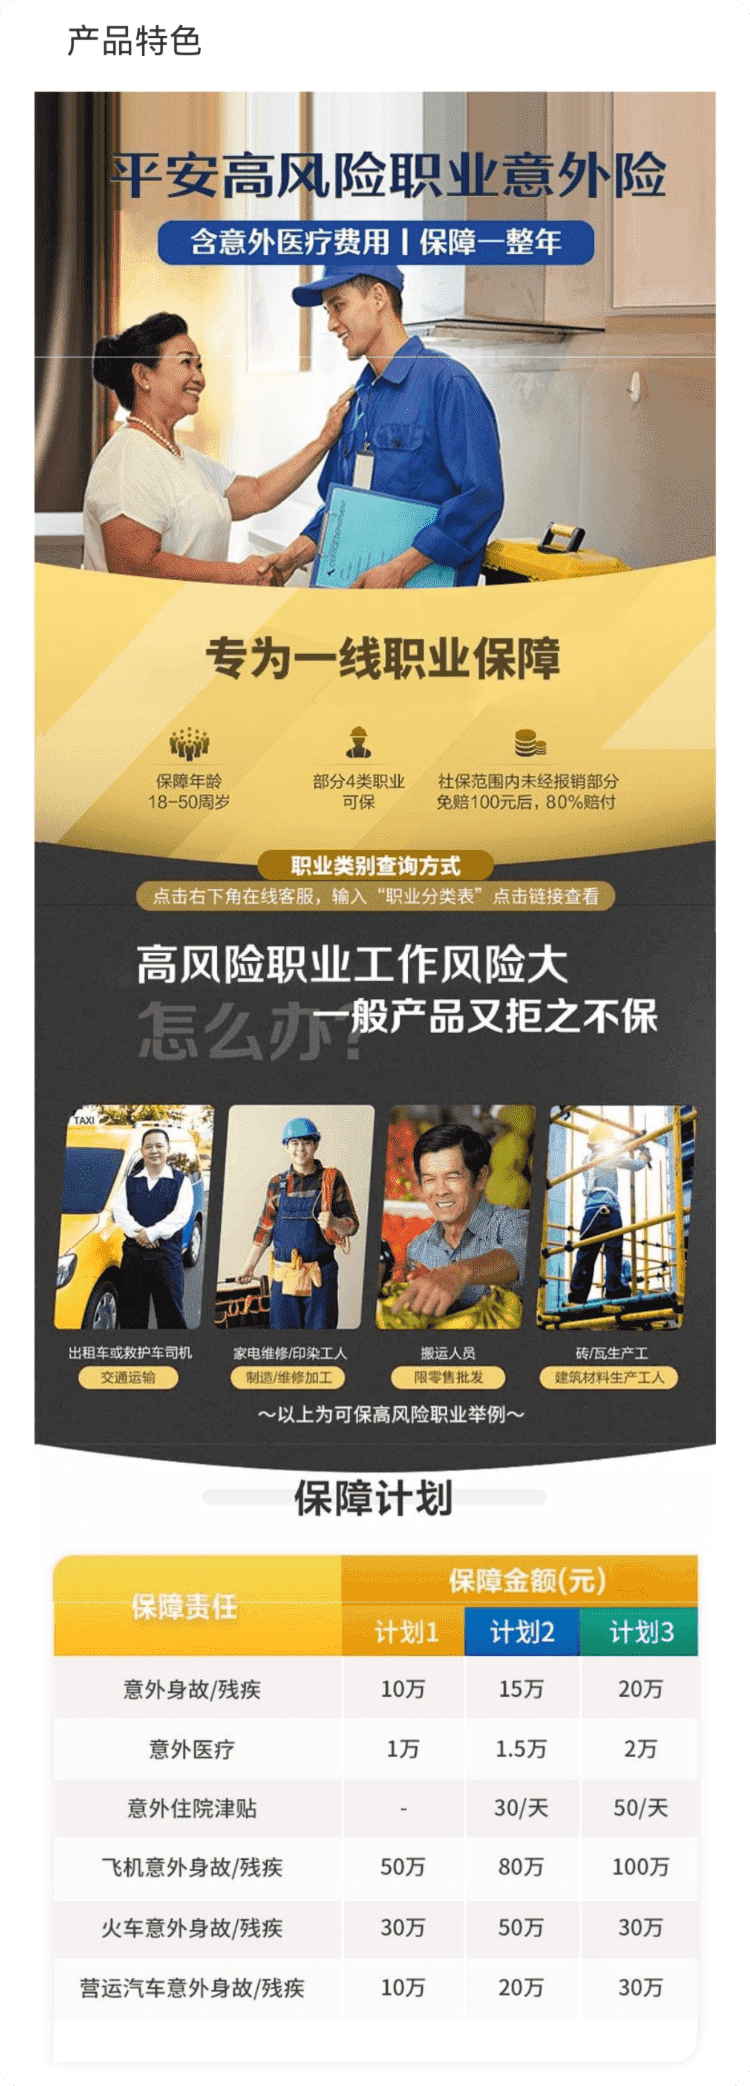 产品特色
平安高风险职业意外险
含意外医疗费用丨保障一整年
专为一线职业保障
保障年龄
18-50周岁
部分4类职业
可保
社保范围内未经报销部分
免赔100元后，80%赔付
职业类别查询方式
点击右下角在线客服，输入“职业分类表”点击链接查看
高风险职业工作风险大
怎么办？
一般产品又拒之不保
TAXI
出租车或救护车司机
交通运输
家电维修/印染工人
制造/维修加工
搬运人员
限零售批发
砖/瓦生产工
建筑材料生产工人
～以上为可保高风险职业举例～
保障计划
保障责任 保障金额(元)
计划1 计划2 计划3
意外身故/残疾 10万 15万 20万
意外医疗 1万 1.5万 2万
意外住院津贴 - 30/天 50/天
飞机意外身故/残疾 50万 80万 100万
火车意外身故/残疾 30万 50万 30万
营运汽车意外身故/残疾 10万 20万 30万